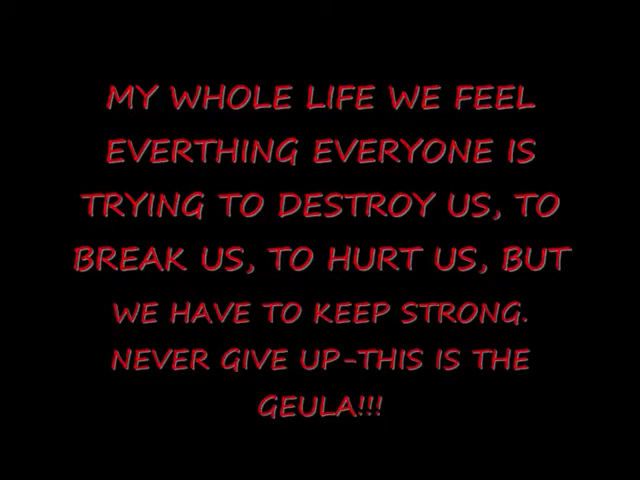 MY WHOLE LIFE WE FEEL
EVERTHING EVERYONE IS
TRYING TO DESTROY US, TO
BREAK US, TO HURT US, BUT
WE HAVE TO KEEP STRONG.
NEVER GIVE UP-THIS IS THE
GEULA!!!